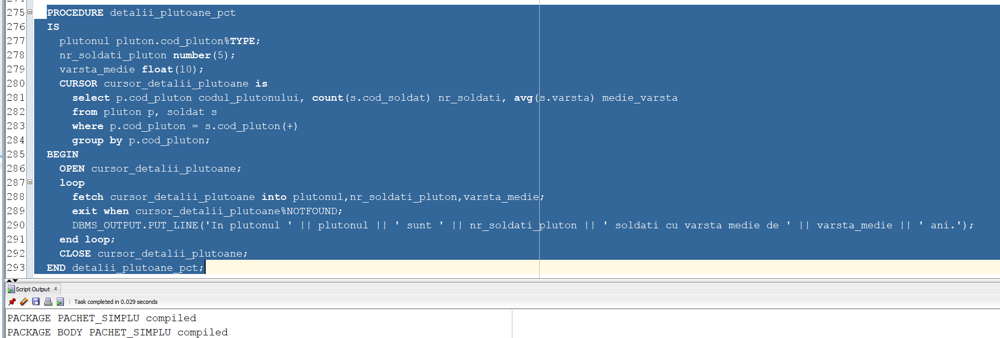 275 PROCEDURE detalii_plutoane_pct
276 IS
277 plutonul pluton.cod_pluton%TYPE;
278 nr_soldati_pluton number(5);
279 varsta_medie float(10);
280 CURSOR cursor_detalii_plutoane is
281 select p.cod_pluton codul_plutonului, count(s.cod_soldat) nr_soldati, avg(s.varsta) medie_varsta
282 from pluton p, soldat s
283 where p.cod_pluton = s.cod_pluton(+)
284 group by p.cod_pluton;
285 BEGIN
286 OPEN cursor_detalii_plutoane;
287 loop
288 fetch cursor_detalii_plutoane into plutonul,nr_soldati_pluton,varsta_medie;
289 exit when cursor_detalii_plutoane%NOTFOUND;
290 DBMS_OUTPUT.PUT_LINE('In plutonul ' || plutonul || ' sunt ' || nr_soldati_pluton || ' soldati cu varsta medie de ' || varsta_medie || ' ani.');
291 end loop;
292 CLOSE cursor_detalii_plutoane;
293 END detalii_plutoane_pct;
Script Output x
Task completed in 0.029 seconds
PACKAGE PACHET_SIMPLU compiled
PACKAGE BODY PACHET_SIMPLU compiled